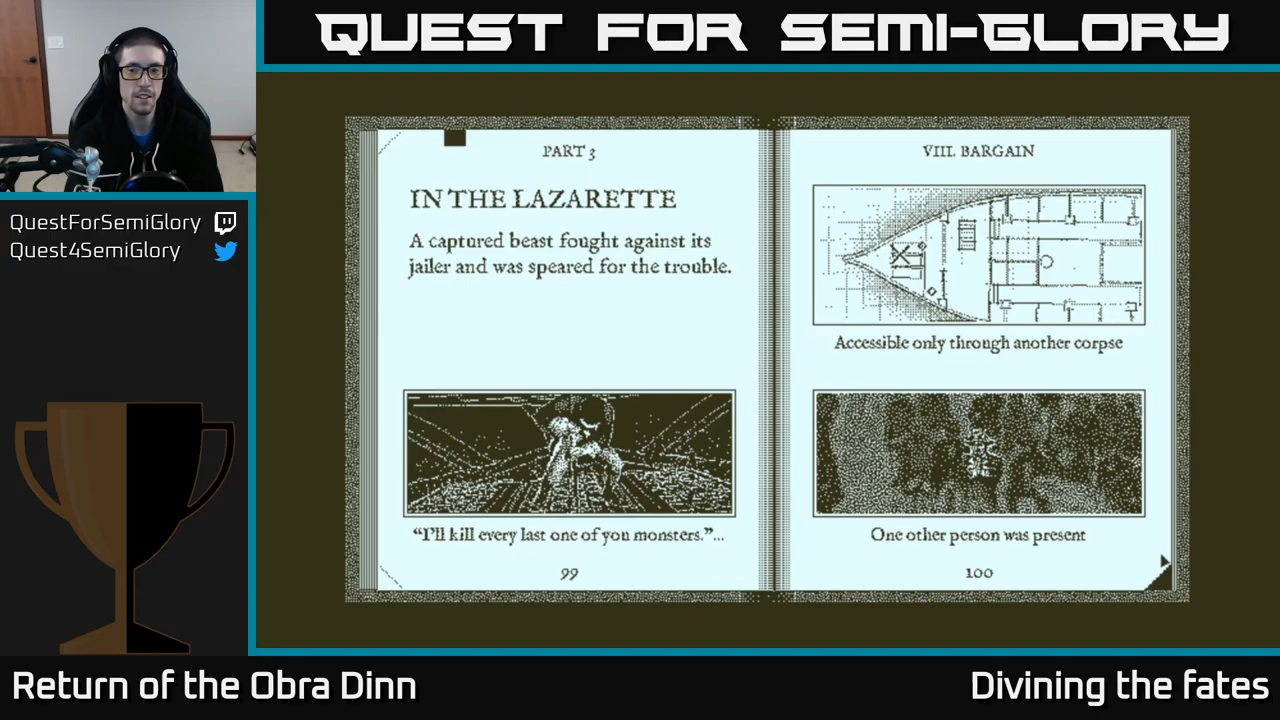 QUEST FOR SEMI-GLORY
QuestForSemiGlory
Quest4SemiGlory
PART 3
IN THE LAZARETTE
A captured beast fought against its
jailer and was speared for the trouble.
"I'll kill every last one of you monsters."...
99
VIII. BARGAIN
Accessible only through another corpse
One other person was present
100
Return of the Obra Dinn
Divining the fates